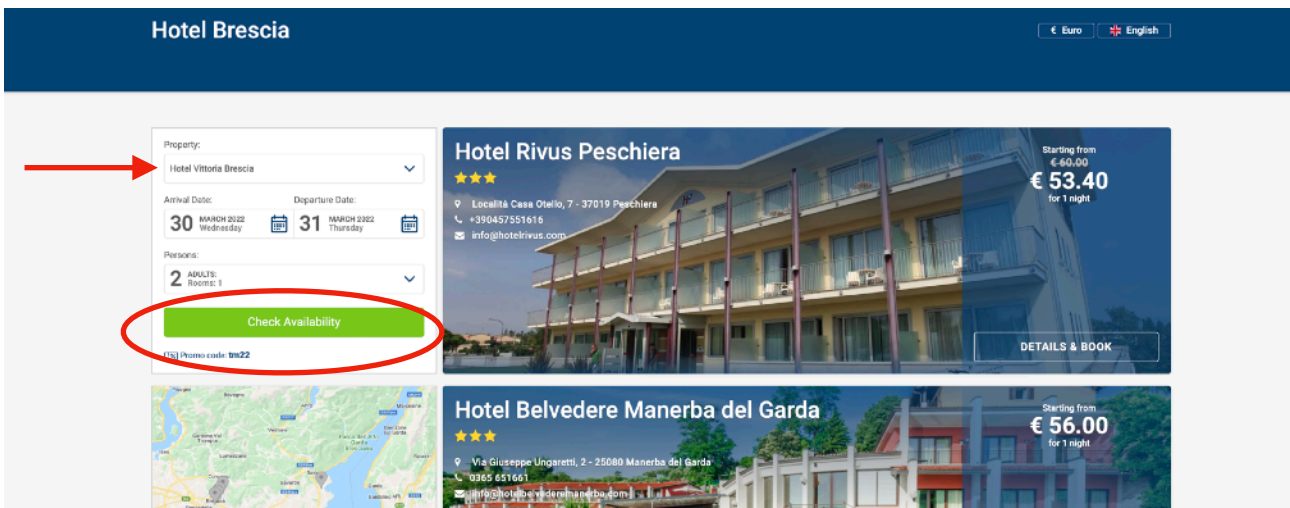 Hotel Brescia
€ Euro
English
Property:
Hotel Vittoria Brescia
Arrival Date:
Departure Date:
30 MARCH 2022 Wednesday
31 MARCH 2022 Thursday
Persons:
2 ADULTS: Rooms: 1
Check Availability
Promo code: tm22
Hotel Rivus Peschiera
Località Casa Otello, 7 - 37019 Peschiera
+390457551616
info@hotelrivus.com
Starting from
€ 60.00
€ 53.40
for 1 night
DETAILS & BOOK
Hotel Belvedere Manerba del Garda
Via Giuseppe Ungaretti, 2 - 25080 Manerba del Garda
0365 651661
info@hotelbelvederemanerba.com
Starting from
€ 56.00
for 1 night